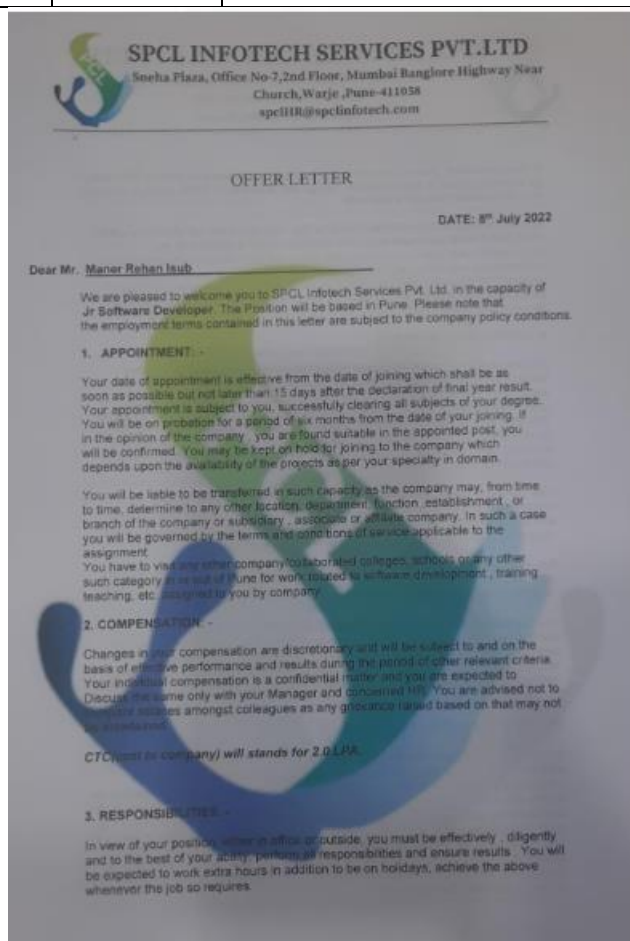 SPCL
SPCL INFOTECH SERVICES PVT.LTD
Sneha Plaza, Office No-7,2nd Floor, Mumbai Banglore Highway Near
Church,Warje ,Pune-411058
spclHR@spclinfotech.com
OFFER LETTER
DATE: 8th July 2022
Dear Mr. Maner Rehan Isub
We are pleased to welcome you to SPCL Infotech Services Pvt. Ltd. in the capacity of
Jr Software Developer. The Position will be based in Pune. Please note that
the employment terms contained in this letter are subject to the company policy conditions.
1. APPOINTMENT: -
Your date of appointment is effective from the date of joining which shall be as
soon as possible but not later than 15 days after the declaration of final year result.
Your appointment is subject to you, successfully clearing all subjects of your degree.
You will be on probation for a period of six months from the date of your joining. If
in the opinion of the company , you are found suitable in the appointed post, you
will be confirmed. You may be kept on hold for joining to the company which
depends upon the availability of the projects as per your specialty in domain.
You will be liable to be transferred in such capacity as the company may, from time
to time, determine to any other location, department, function ,establishment , or
branch of the company or subsidiary , associate or affiliate company. In such a case
you will be governed by the terms and conditions of service applicable to the
assignment
You have to visit any other company/collaborated colleges, schools or any other
such category in or out of Pune for work related to software development , training
teaching, etc. assigned to you by company
2. COMPENSATION: -
Changes in your compensation are discretionary and will be subject to and on the
basis of effective performance and results during the period of other relevant criteria.
Your individual compensation is a confidential matter and you are expected to
Discuss the same only with your Manager and concerned HR. You are advised not to
amongst colleagues as any grievance raised based on that may not
CTC(cost to company) will stands for 2.0 LPA.
3. RESPONSIBILITIES: -
In view of your position, either in office or outside, you must be effectively , diligently
and to the best of your ability, perform all responsibilities and ensure results . You will
be expected to work extra hours in addition to be on holidays, achieve the above
whenever the job so requires.